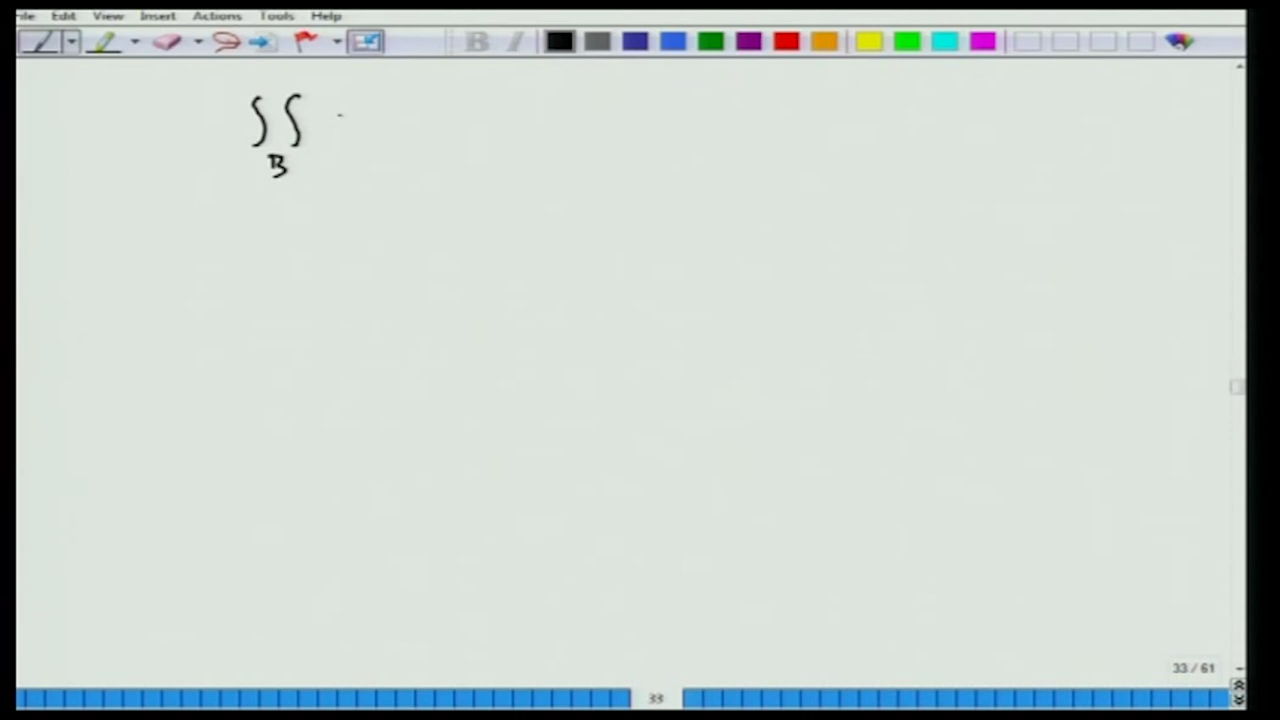 File Edit View Insert Actions Tools Help
B I
∫∫
B
33 / 61
33